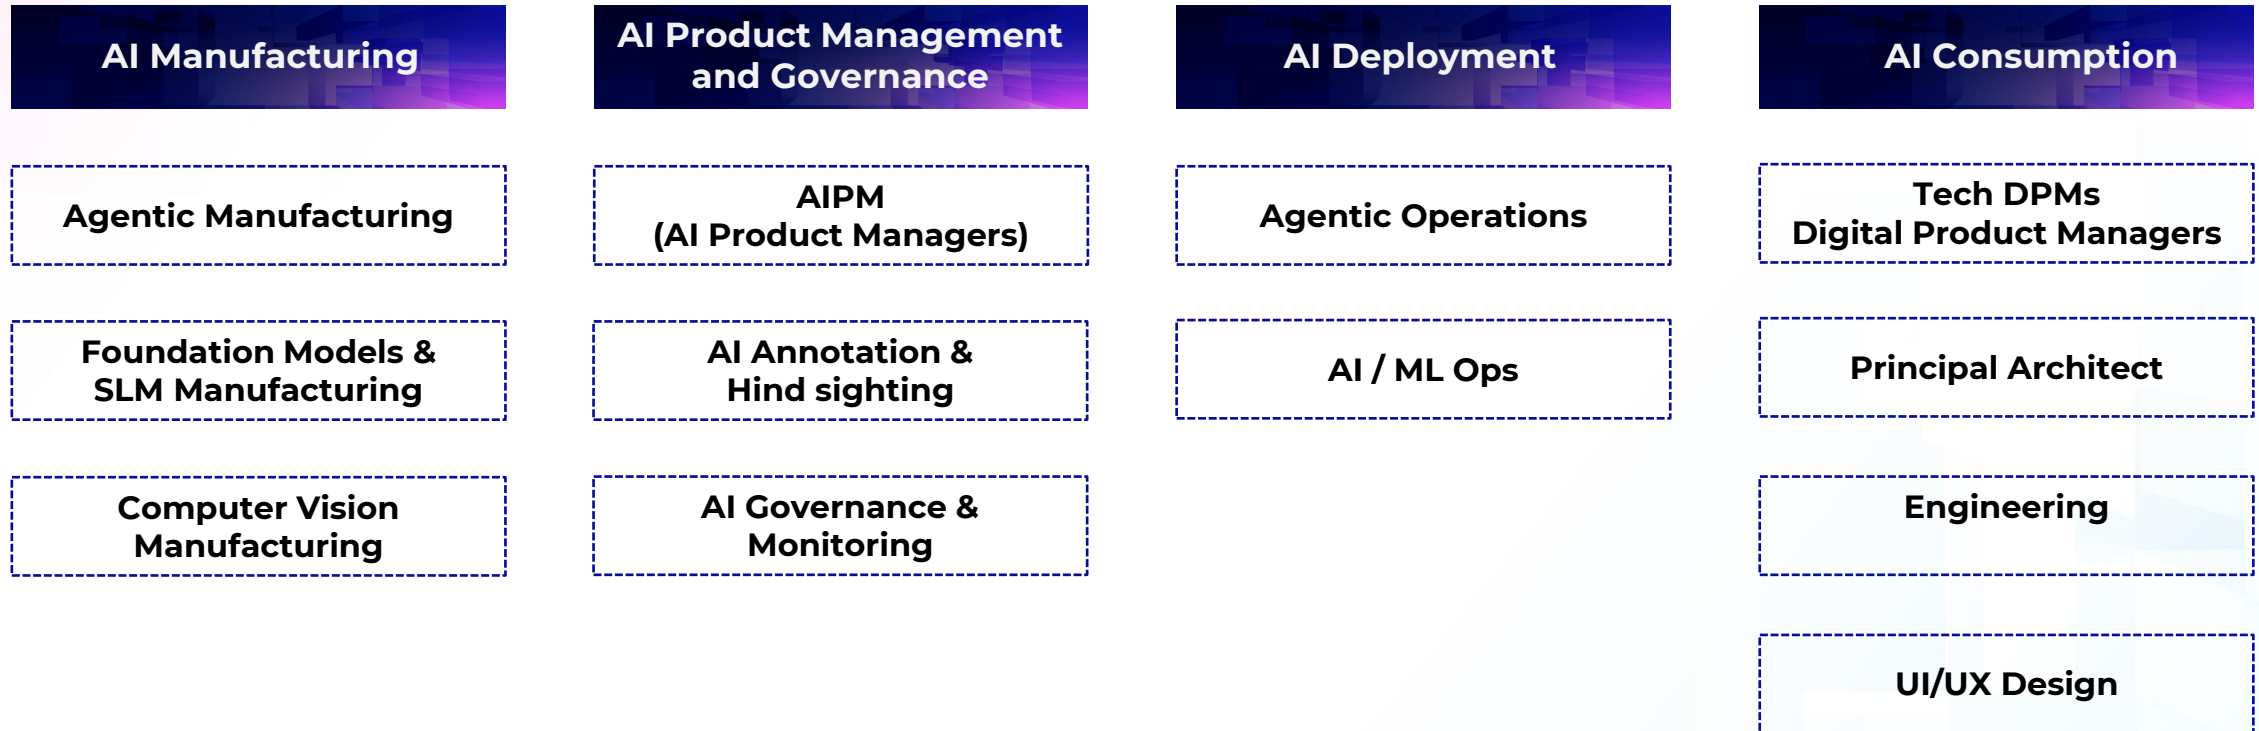 AI Manufacturing
AI Product Management
and Governance
AI Deployment
AI Consumption
Agentic Manufacturing
AIPM
(AI Product Managers)
Agentic Operations
Tech DPMs
Digital Product Managers
Foundation Models &
SLM Manufacturing
AI Annotation &
Hind sighting
AI / ML Ops
Principal Architect
Computer Vision
Manufacturing
AI Governance &
Monitoring
Engineering
UI/UX Design